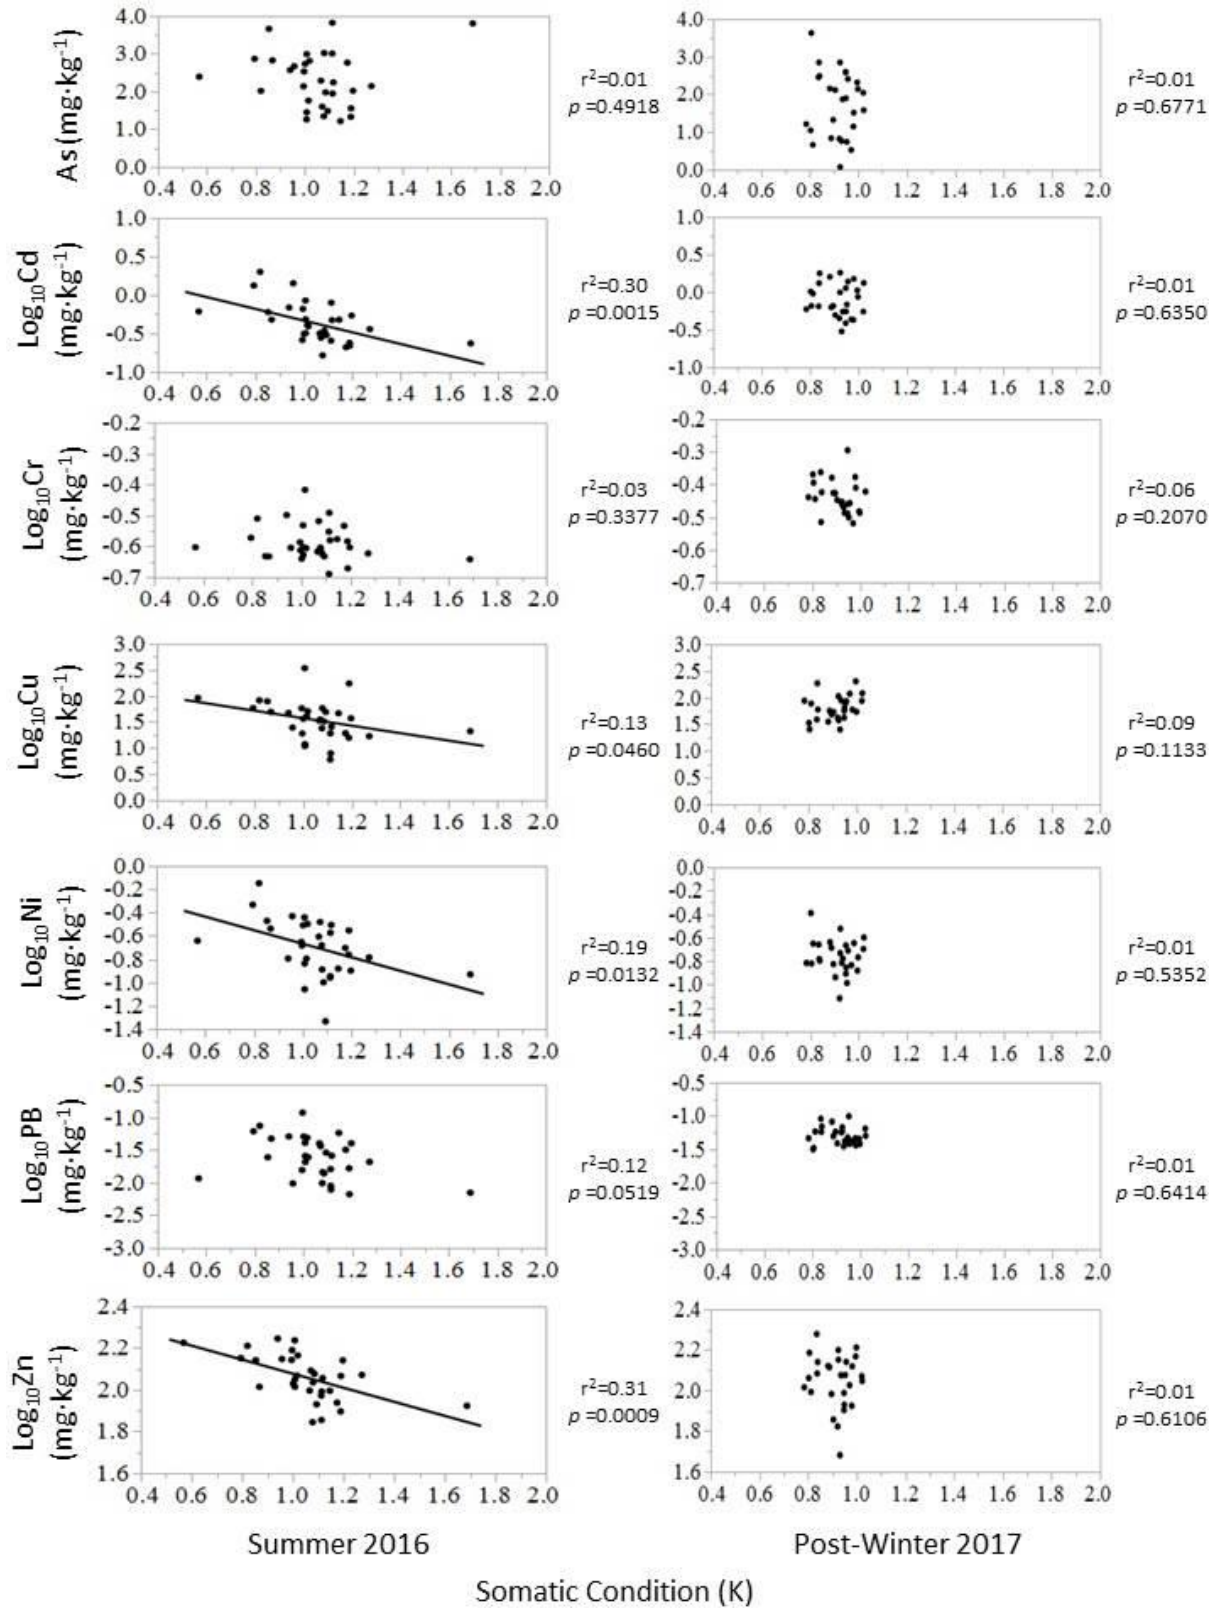 As (mg·kg⁻¹)
4.0
3.0
2.0
1.0
0.0
0.4 0.6 0.8 1.0 1.2 1.4 1.6 1.8 2.0
r²=0.01
p =0.4918
4.0
3.0
2.0
1.0
0.0
0.4 0.6 0.8 1.0 1.2 1.4 1.6 1.8 2.0
r²=0.01
p =0.6771
Log₁₀Cd
(mg·kg⁻¹)
1.0
0.5
0.0
-0.5
-1.0
0.4 0.6 0.8 1.0 1.2 1.4 1.6 1.8 2.0
r²=0.30
p =0.0015
1.0
0.5
0.0
-0.5
-1.0
0.4 0.6 0.8 1.0 1.2 1.4 1.6 1.8 2.0
r²=0.01
p =0.6350
Log₁₀Cr
(mg·kg⁻¹)
-0.2
-0.3
-0.4
-0.5
-0.6
-0.7
0.4 0.6 0.8 1.0 1.2 1.4 1.6 1.8 2.0
r²=0.03
p =0.3377
-0.2
-0.3
-0.4
-0.5
-0.6
-0.7
0.4 0.6 0.8 1.0 1.2 1.4 1.6 1.8 2.0
r²=0.06
p =0.2070
Log₁₀Cu
(mg·kg⁻¹)
3.0
2.5
2.0
1.5
1.0
0.5
0.0
0.4 0.6 0.8 1.0 1.2 1.4 1.6 1.8 2.0
r²=0.13
p =0.0460
3.0
2.5
2.0
1.5
1.0
0.5
0.0
0.4 0.6 0.8 1.0 1.2 1.4 1.6 1.8 2.0
r²=0.09
p =0.1133
Log₁₀Ni
(mg·kg⁻¹)
0.0
-0.2
-0.4
-0.6
-0.8
-1.0
-1.2
-1.4
0.4 0.6 0.8 1.0 1.2 1.4 1.6 1.8 2.0
r²=0.19
p =0.0132
0.0
-0.2
-0.4
-0.6
-0.8
-1.0
-1.2
-1.4
0.4 0.6 0.8 1.0 1.2 1.4 1.6 1.8 2.0
r²=0.01
p =0.5352
Log₁₀PB
(mg·kg⁻¹)
-0.5
-1.0
-1.5
-2.0
-2.5
-3.0
0.4 0.6 0.8 1.0 1.2 1.4 1.6 1.8 2.0
r²=0.12
p =0.0519
-0.5
-1.0
-1.5
-2.0
-2.5
-3.0
0.4 0.6 0.8 1.0 1.2 1.4 1.6 1.8 2.0
r²=0.01
p =0.6414
Log₁₀Zn
(mg·kg⁻¹)
2.4
2.2
2.0
1.8
1.6
0.4 0.6 0.8 1.0 1.2 1.4 1.6 1.8 2.0
r²=0.31
p =0.0009
2.4
2.2
2.0
1.8
1.6
0.4 0.6 0.8 1.0 1.2 1.4 1.6 1.8 2.0
r²=0.01
p =0.6106
Summer 2016
Post-Winter 2017
Somatic Condition (K)